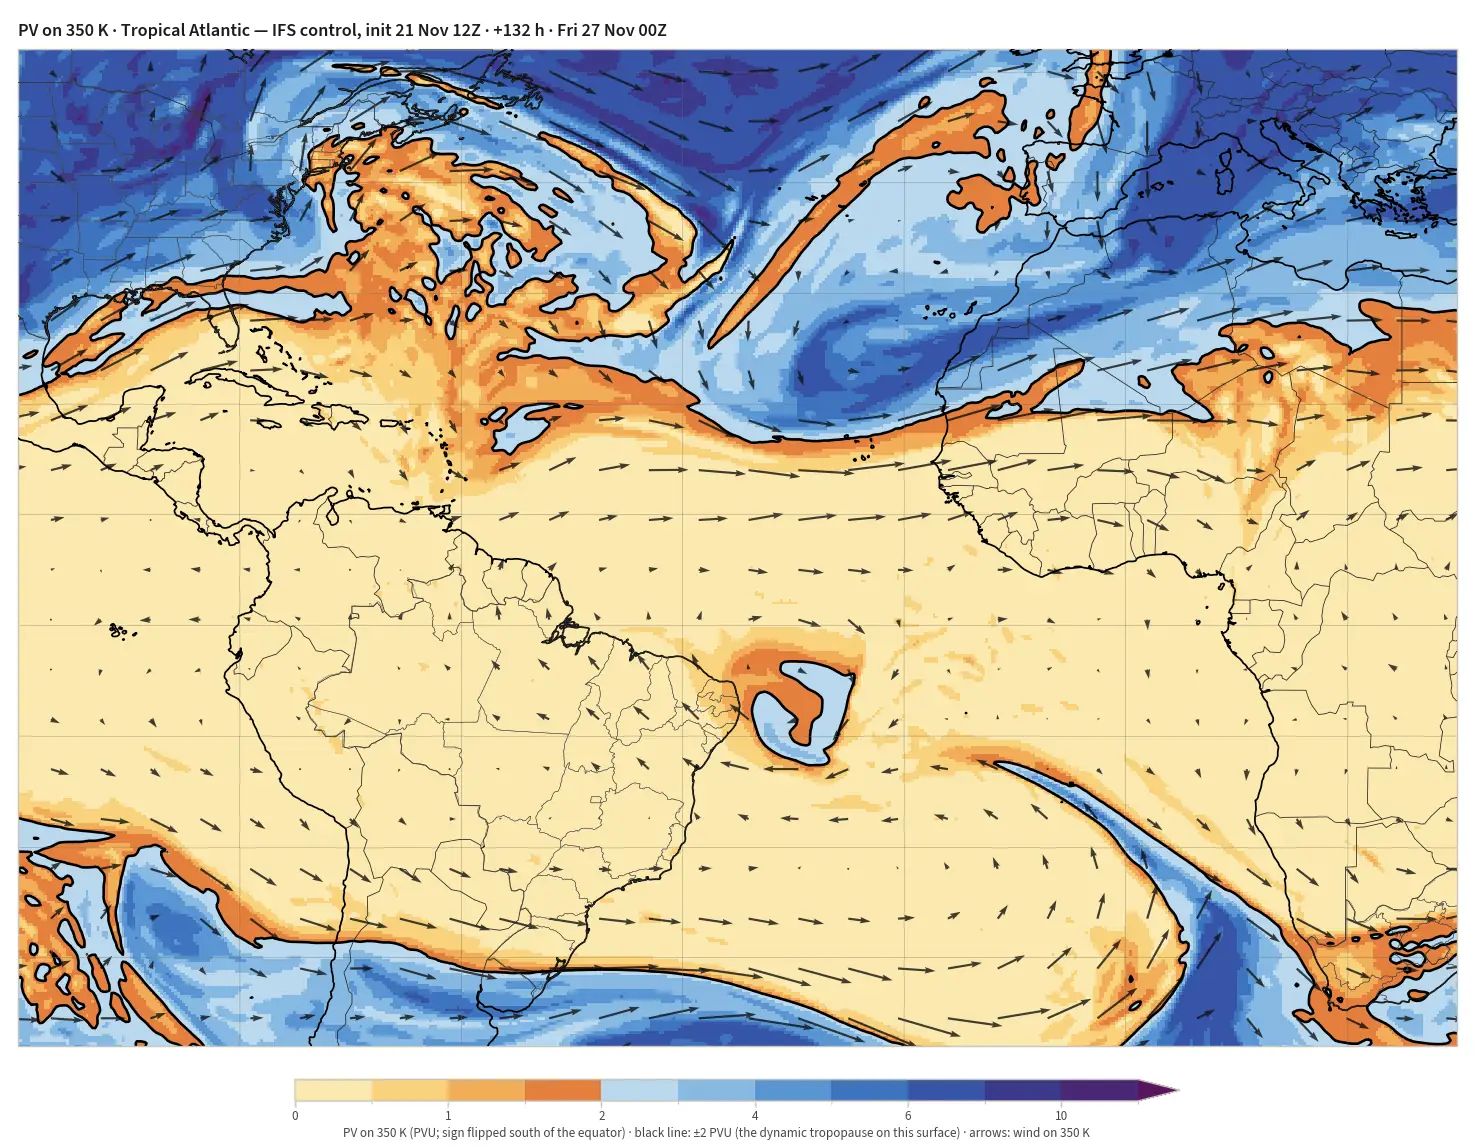 PV on 350 K · Tropical Atlantic — IFS control, init 21 Nov 12Z · +132 h · Fri 27 Nov 00Z
0 1 2 4 6 10
PV on 350 K (PVU; sign flipped south of the equator) · black line: ±2 PVU (the dynamic tropopause on this surface) · arrows: wind on 350 K